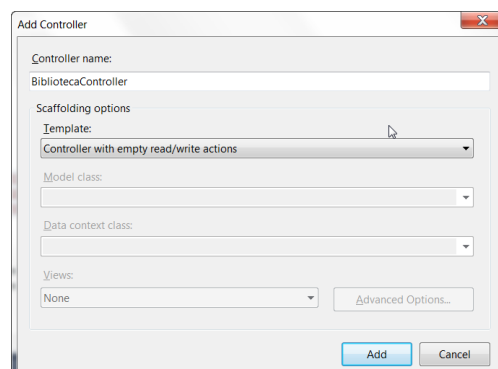 Add Controller
X
Controller name:
BibliotecaController
Scaffolding options
Template:
Controller with empty read/write actions
Model class:
Data context class:
Views:
None
Advanced Options...
Add Cancel